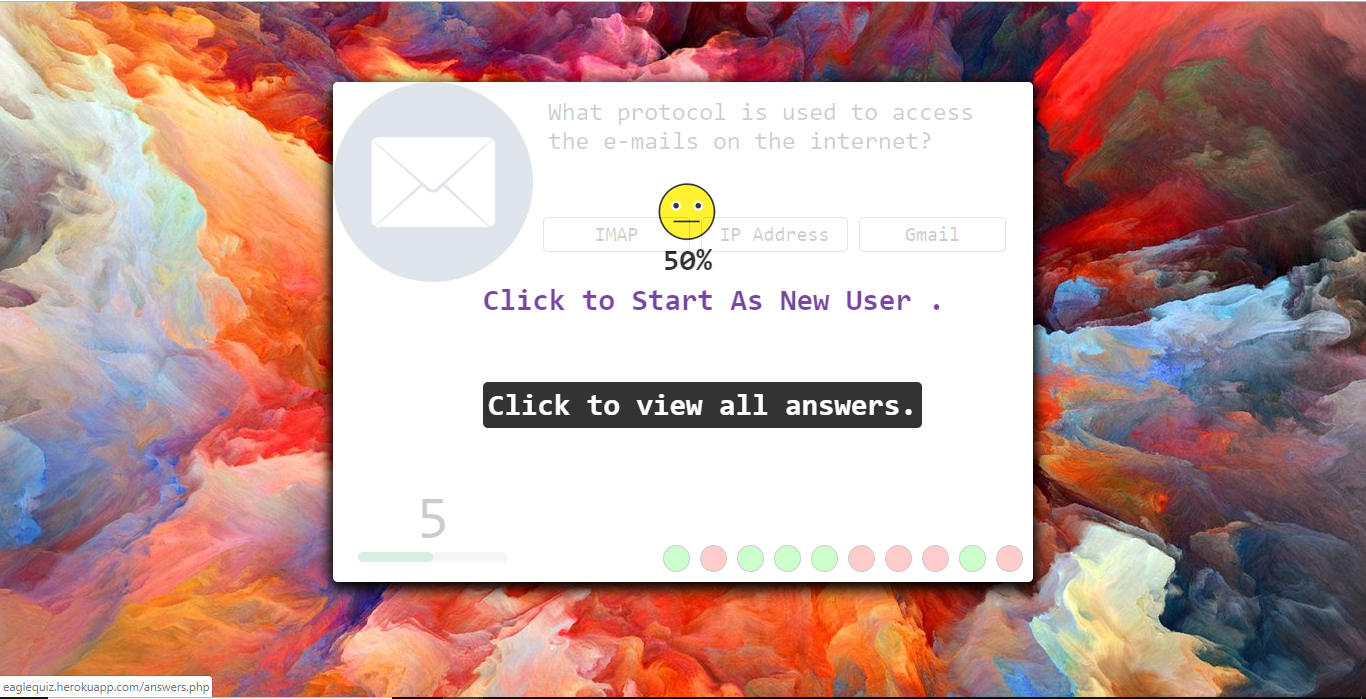 What protocol is used to access
the e-mails on the internet?
IMAP
IP Address
Gmail
50%
Click to Start As New User .
Click to view all answers.
5
eaglequiz.herokuapp.com/answers.php